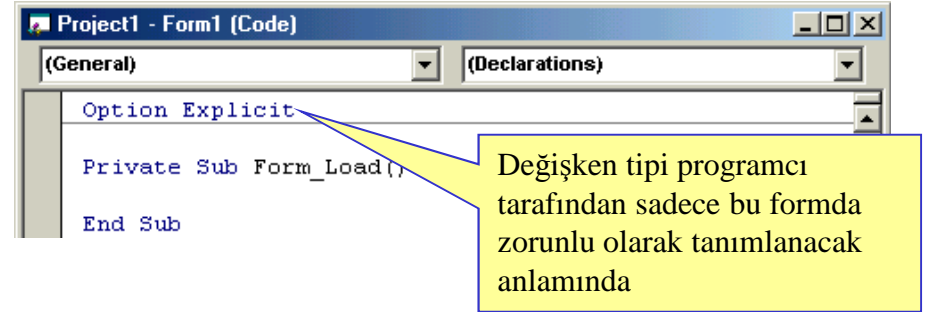 Project1 - Form1 (Code)
(General) (Declarations)
Option Explicit
Private Sub Form_Load()
End Sub
Değişken tipi programcı
tarafından sadece bu formda
zorunlu olarak tanımlanacak
anlamında